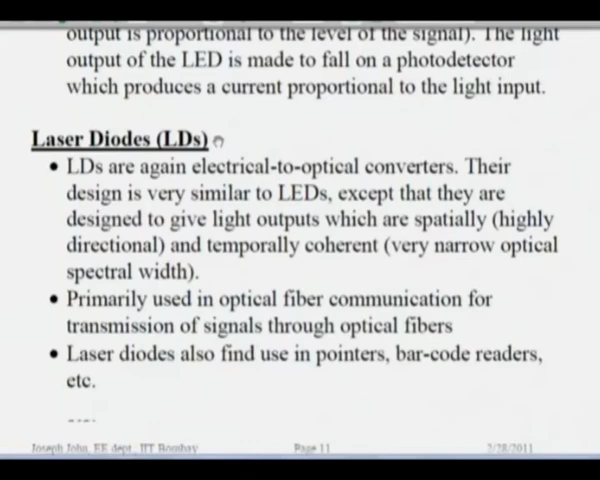 output is proportional to the level of the signal). The light
output of the LED is made to fall on a photodetector
which produces a current proportional to the light input.
Laser Diodes (LDs)
• LDs are again electrical-to-optical converters. Their
design is very similar to LEDs, except that they are
designed to give light outputs which are spatially (highly
directional) and temporally coherent (very narrow optical
spectral width).
• Primarily used in optical fiber communication for
transmission of signals through optical fibers
• Laser diodes also find use in pointers, bar-code readers,
etc.
----
Joseph John, EE dept., IIT Bombay Page 11 2/28/2011